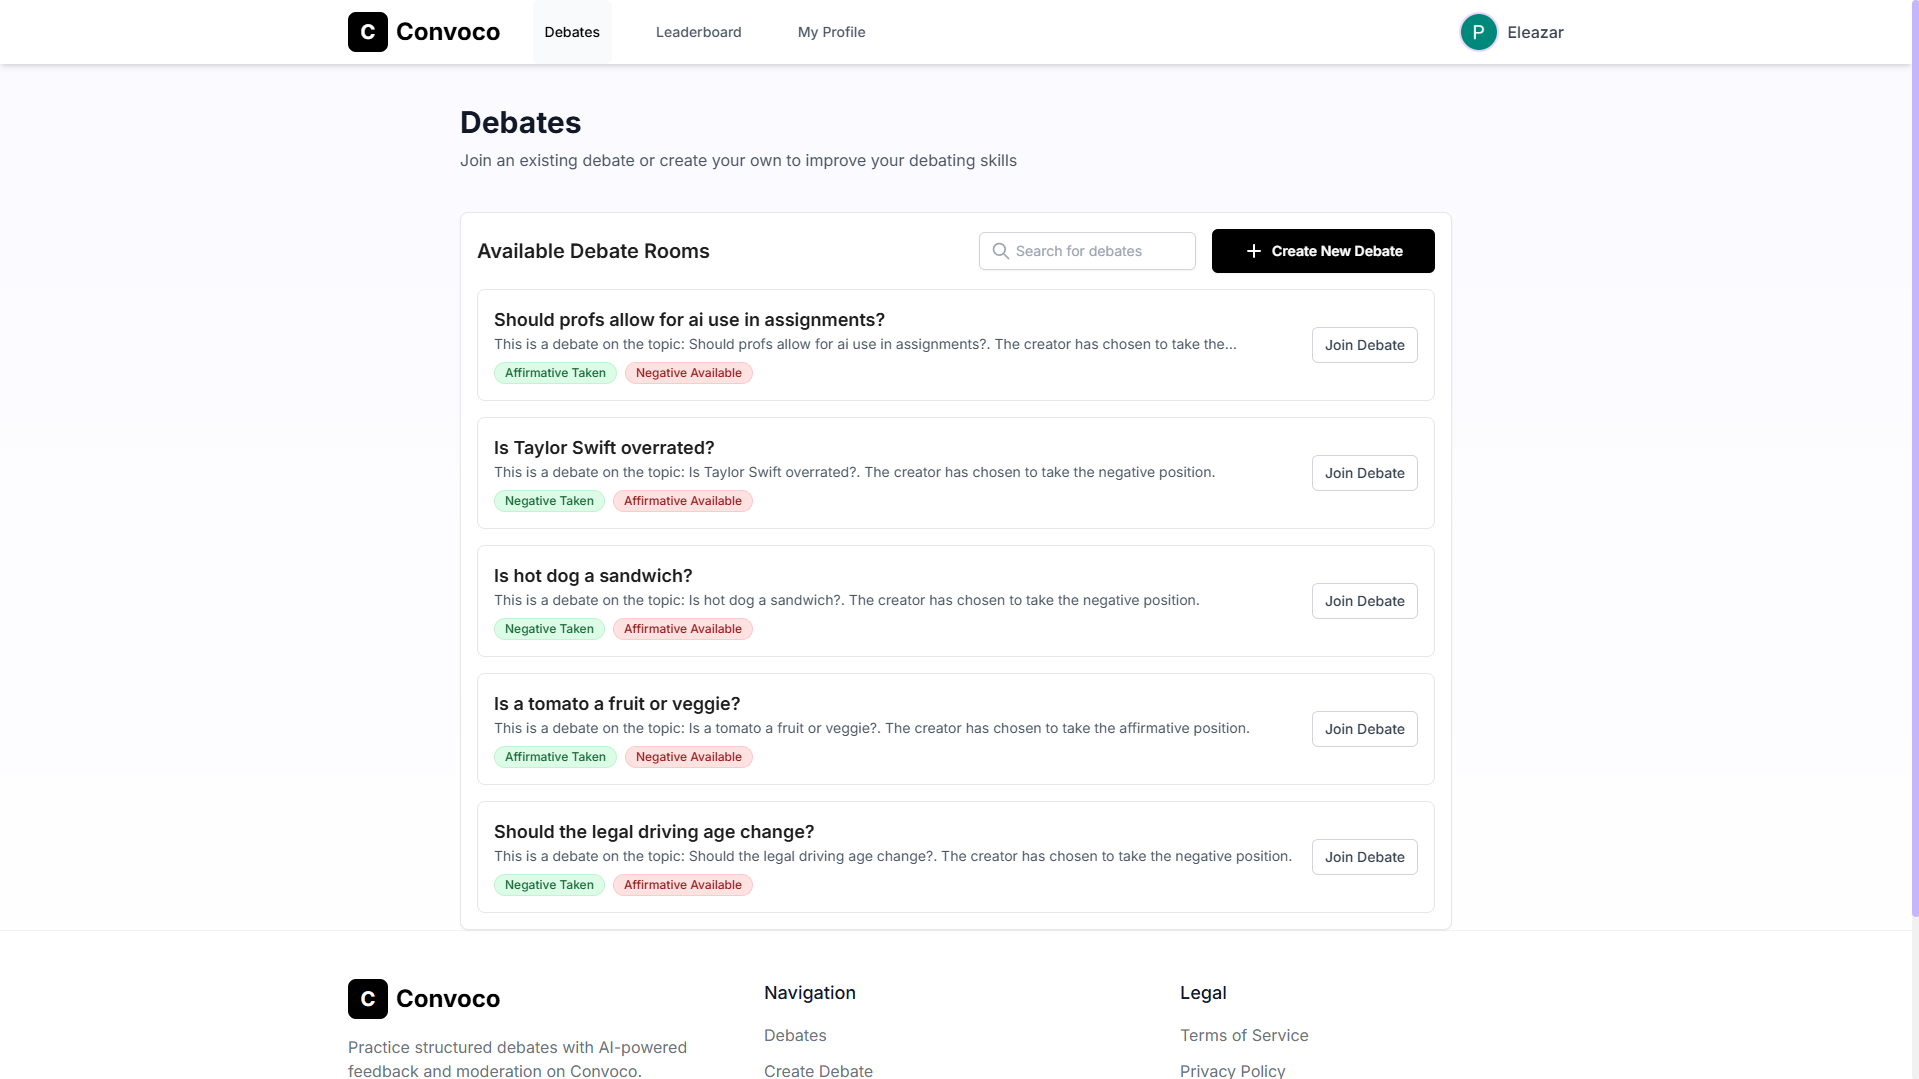 C Convoco
Debates
Leaderboard
My Profile
P
Eleazar
Debates
Join an existing debate or create your own to improve your debating skills
Available Debate Rooms
Search for debates
Create New Debate
Should profs allow for ai use in assignments?
This is a debate on the topic: Should profs allow for ai use in assignments?. The creator has chosen to take the...
Affirmative Taken
Negative Available
Join Debate
Is Taylor Swift overrated?
This is a debate on the topic: Is Taylor Swift overrated?. The creator has chosen to take the negative position.
Negative Taken
Affirmative Available
Join Debate
Is hot dog a sandwich?
This is a debate on the topic: Is hot dog a sandwich?. The creator has chosen to take the negative position.
Negative Taken
Affirmative Available
Join Debate
Is a tomato a fruit or veggie?
This is a debate on the topic: Is a tomato a fruit or veggie?. The creator has chosen to take the affirmative position.
Affirmative Taken
Negative Available
Join Debate
Should the legal driving age change?
This is a debate on the topic: Should the legal driving age change?. The creator has chosen to take the negative position.
Negative Taken
Affirmative Available
Join Debate
C Convoco
Practice structured debates with AI-powered
feedback and moderation on Convoco.
Navigation
Debates
Create Debate
Legal
Terms of Service
Privacy Policy